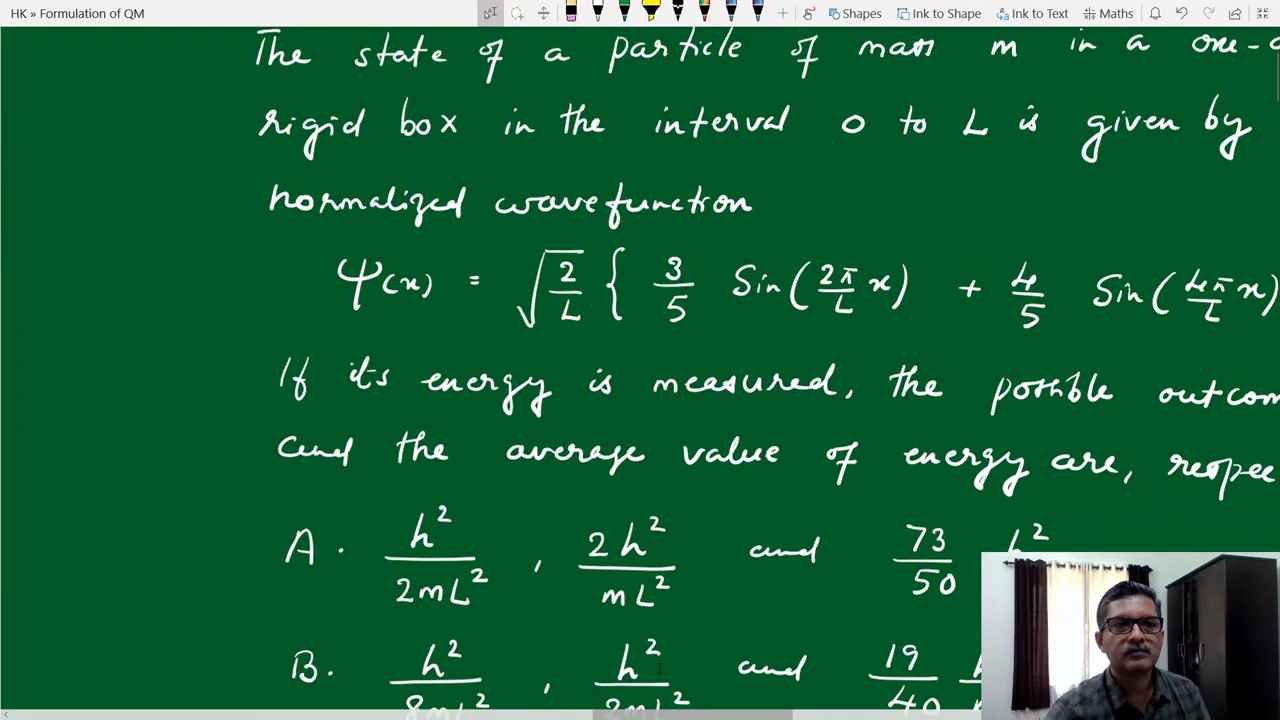 HK » Formulation of QM
Shapes Ink to Shape Ink to Text Maths
The state of a particle of mass m in a one-
rigid box in the interval 0 to L is given by
normalized wavefunction
ψ(x) = √(2/L) { 3/5 Sin(2π/L x) + 4/5 Sin(4π/L x)
If its energy is measured, the possible outcom
and the average value of energy are, respec
A. h²/2mL² , 2h²/mL² and 73/50 h²
B. h²/8mL² , h²/2mL² and 19/40